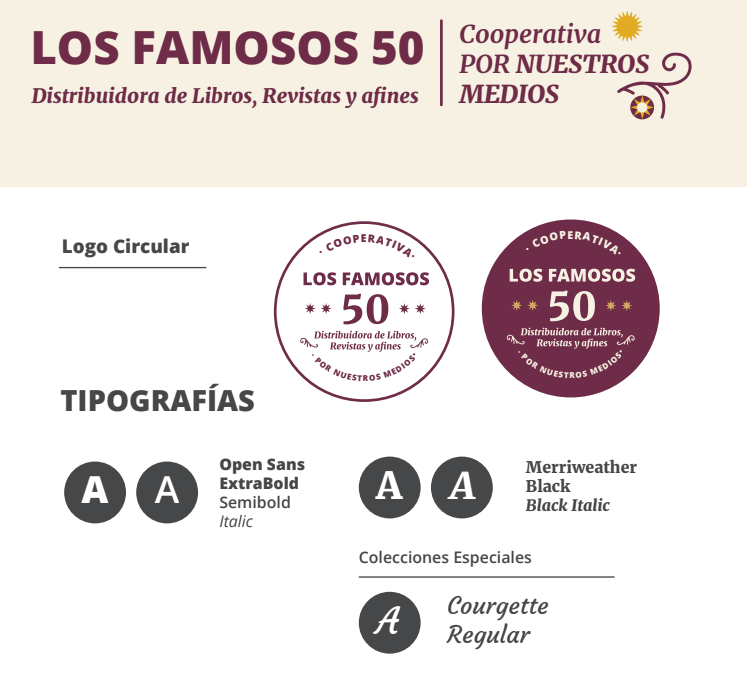 LOS FAMOSOS 50
Distribuidora de Libros, Revistas y afines
Cooperativa
POR NUESTROS
MEDIOS
Logo Circular
· COOPERATIVA·
LOS FAMOSOS
50
Distribuidora de Libros,
Revistas y afines
· POR NUESTROS MEDIOS·
· COOPERATIVA·
LOS FAMOSOS
50
Distribuidora de Libros,
Revistas y afines
· POR NUESTROS MEDIOS·
TIPOGRAFÍAS
A A
Open Sans
ExtraBold
Semibold
Italic
A A
Merriweather
Black
Black Italic
Colecciones Especiales
A
Courgette
Regular